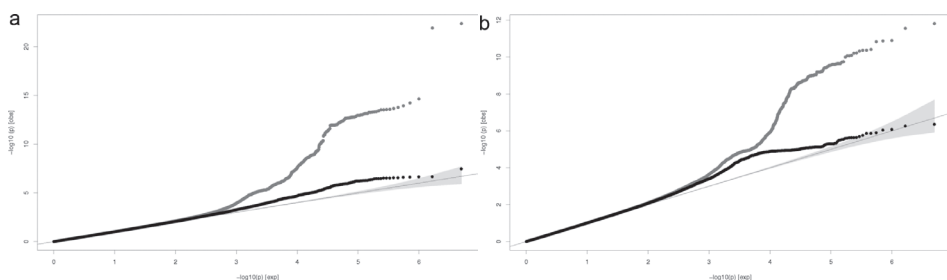 a
−log10 (p) [obs]
20
15
10
5
0
0 1 2 3 4 5 6
−log10(p) [exp]
b
−log10 (p) [obs]
12
10
8
6
4
2
0
0 1 2 3 4 5 6
−log10(p) [exp]